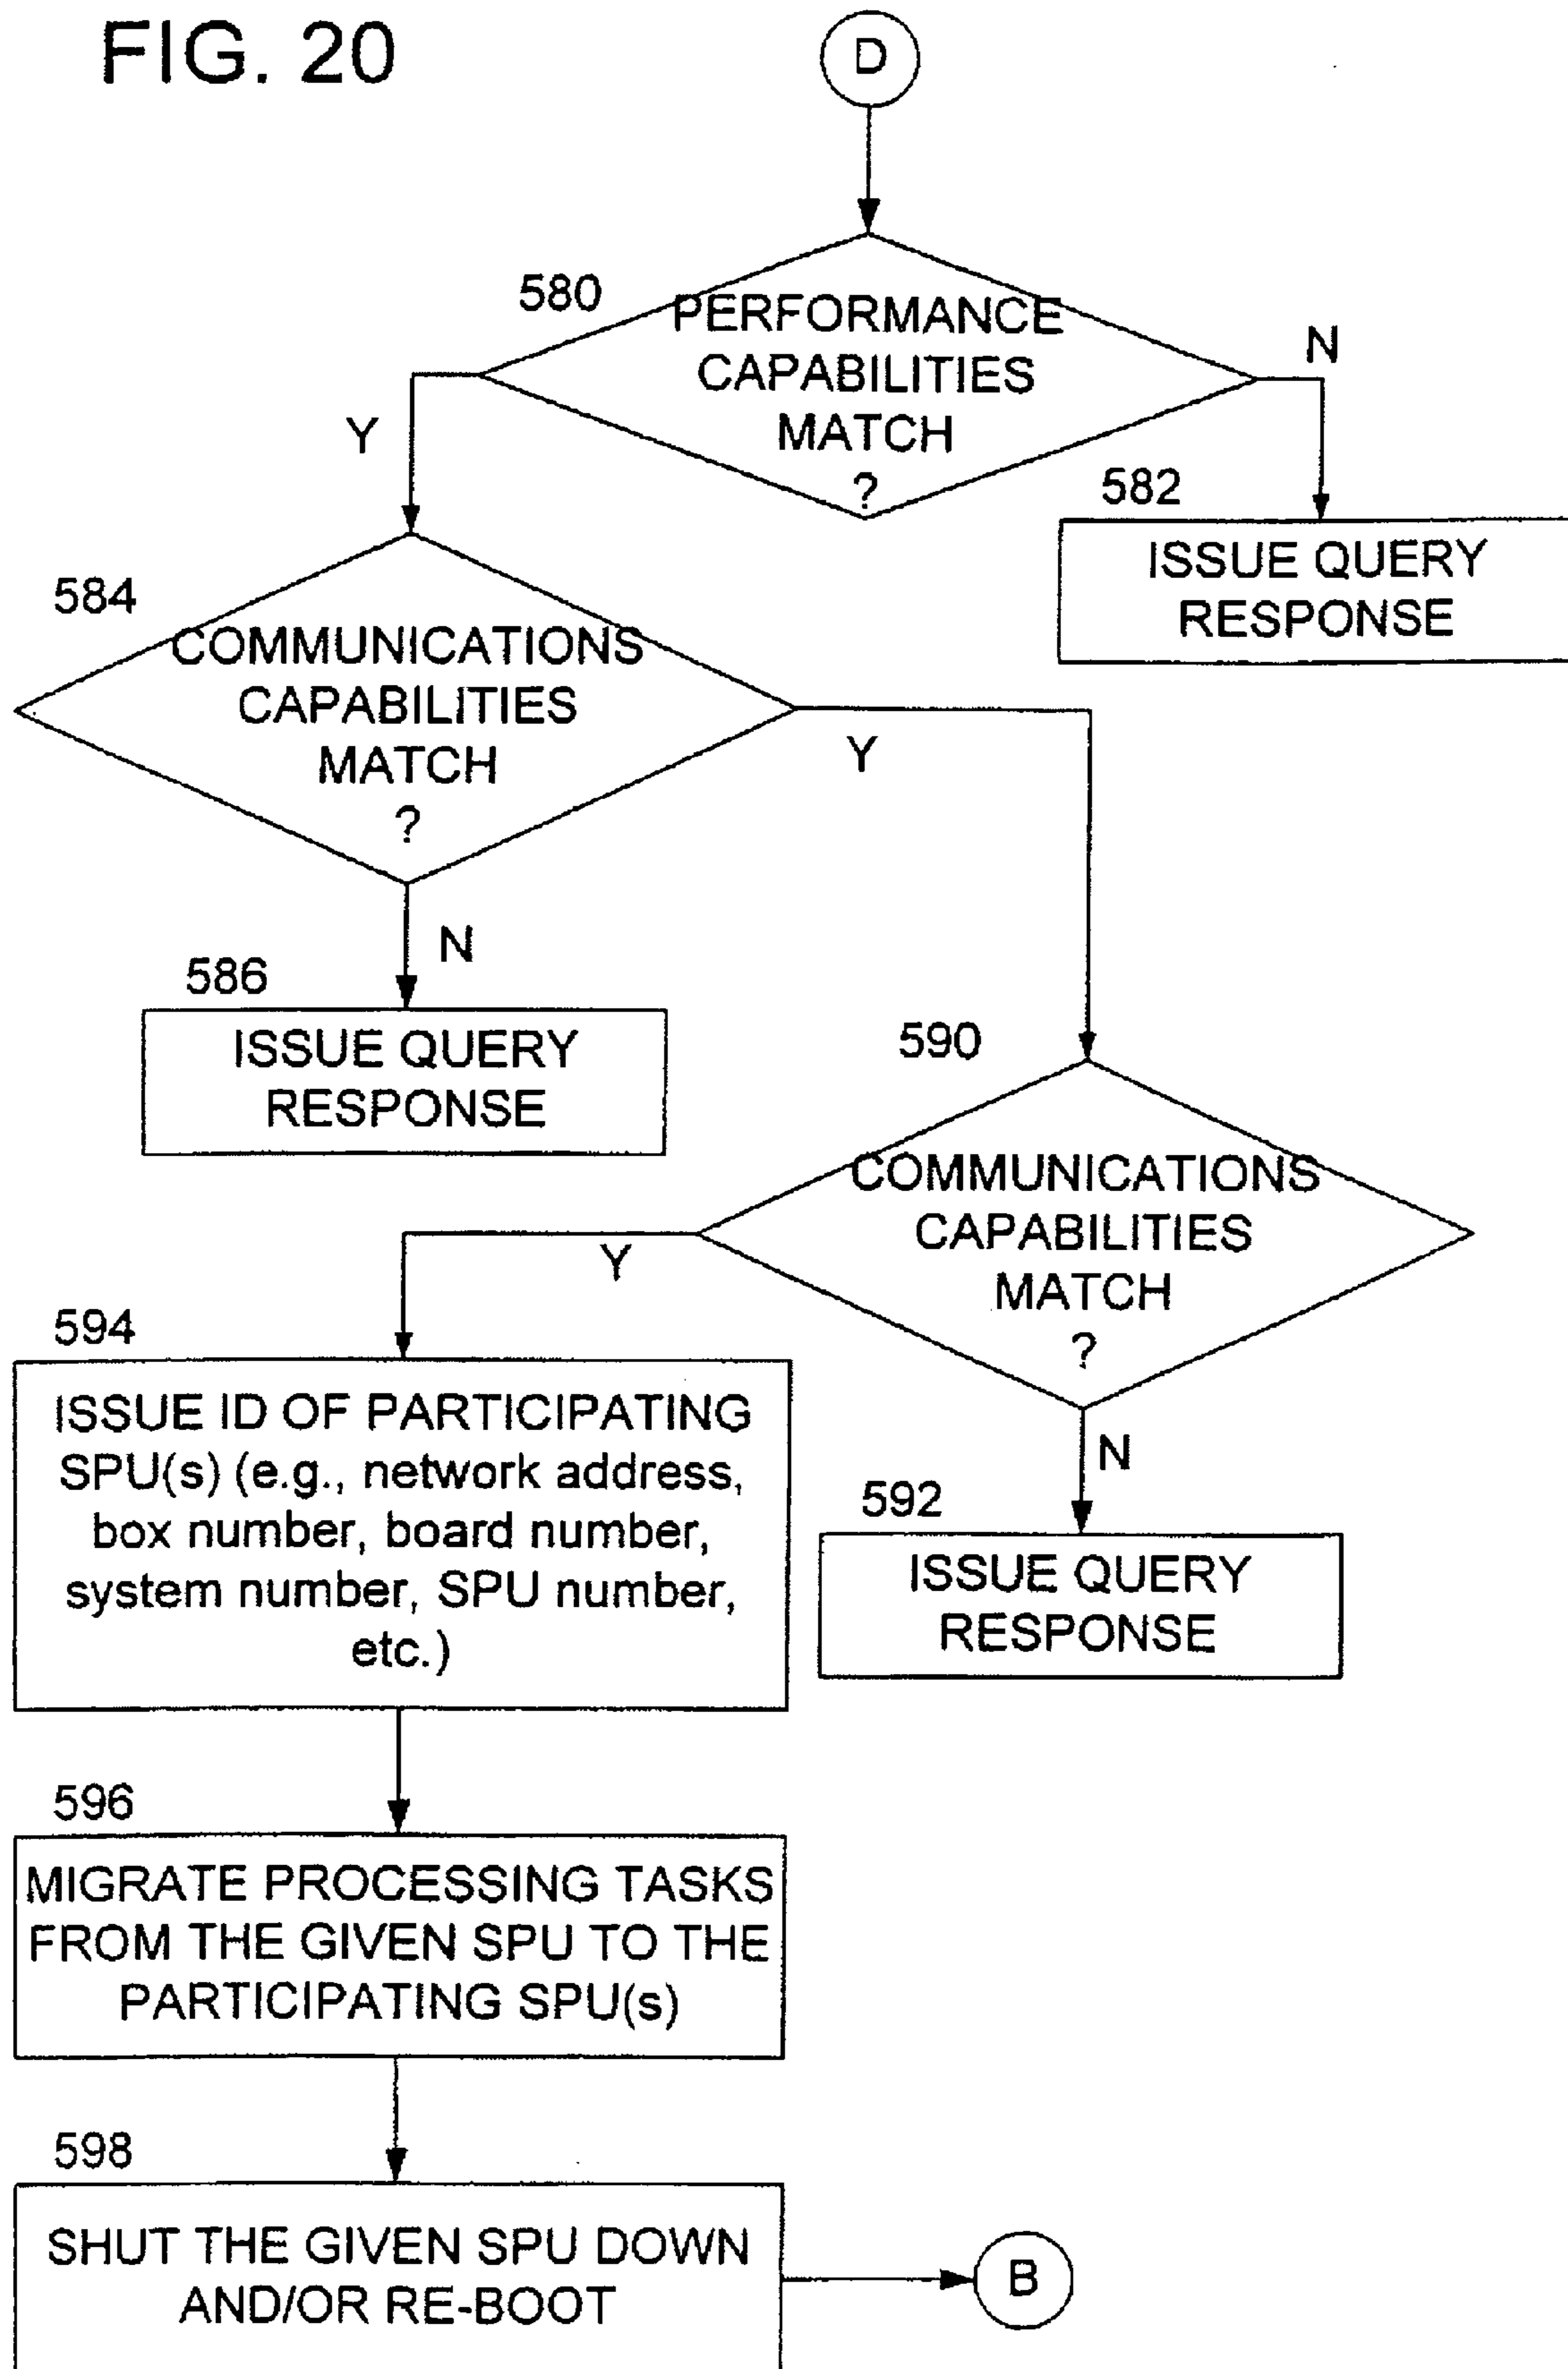 FIG. 20
D
580
PERFORMANCE
CAPABILITIES
MATCH
?
N
Y
582
ISSUE QUERY
RESPONSE
584
COMMUNICATIONS
CAPABILITIES
MATCH
?
Y
N
586
ISSUE QUERY
RESPONSE
590
COMMUNICATIONS
CAPABILITIES
MATCH
?
Y
N
592
ISSUE QUERY
RESPONSE
594
ISSUE ID OF PARTICIPATING
SPU(s) (e.g., network address,
box number, board number,
system number, SPU number,
etc.)
596
MIGRATE PROCESSING TASKS
FROM THE GIVEN SPU TO THE
PARTICIPATING SPU(s)
598
SHUT THE GIVEN SPU DOWN
AND/OR RE-BOOT
B